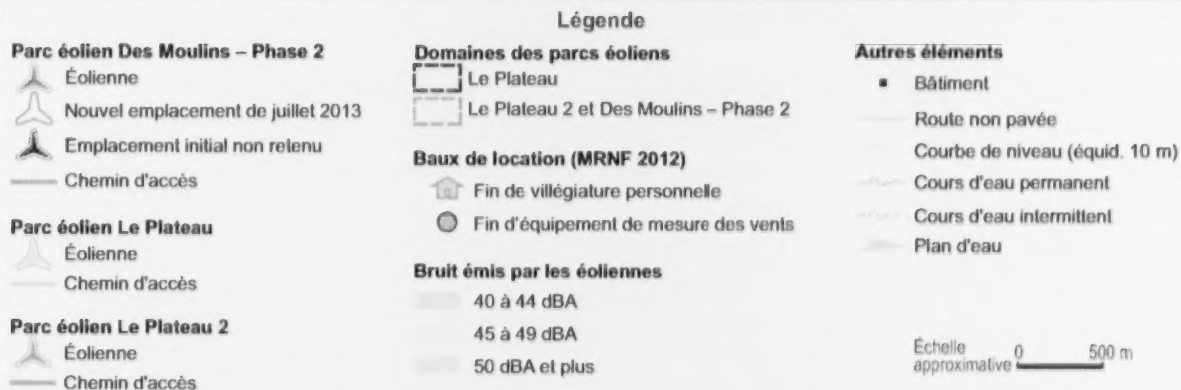 Légende
Parc éolien Des Moulins – Phase 2
Éolienne
Nouvel emplacement de juillet 2013
Emplacement initial non retenu
Chemin d'accès
Parc éolien Le Plateau
Éolienne
Chemin d'accès
Parc éolien Le Plateau 2
Éolienne
Chemin d'accès
Domaines des parcs éoliens
Le Plateau
Le Plateau 2 et Des Moulins – Phase 2
Baux de location (MRNF 2012)
Fin de villégiature personnelle
Fin d'équipement de mesure des vents
Bruit émis par les éoliennes
40 à 44 dBA
45 à 49 dBA
50 dBA et plus
Autres éléments
Bâtiment
Route non pavée
Courbe de niveau (équid. 10 m)
Cours d'eau permanent
Cours d'eau intermittent
Plan d'eau
Échelle
approximative
0 500 m